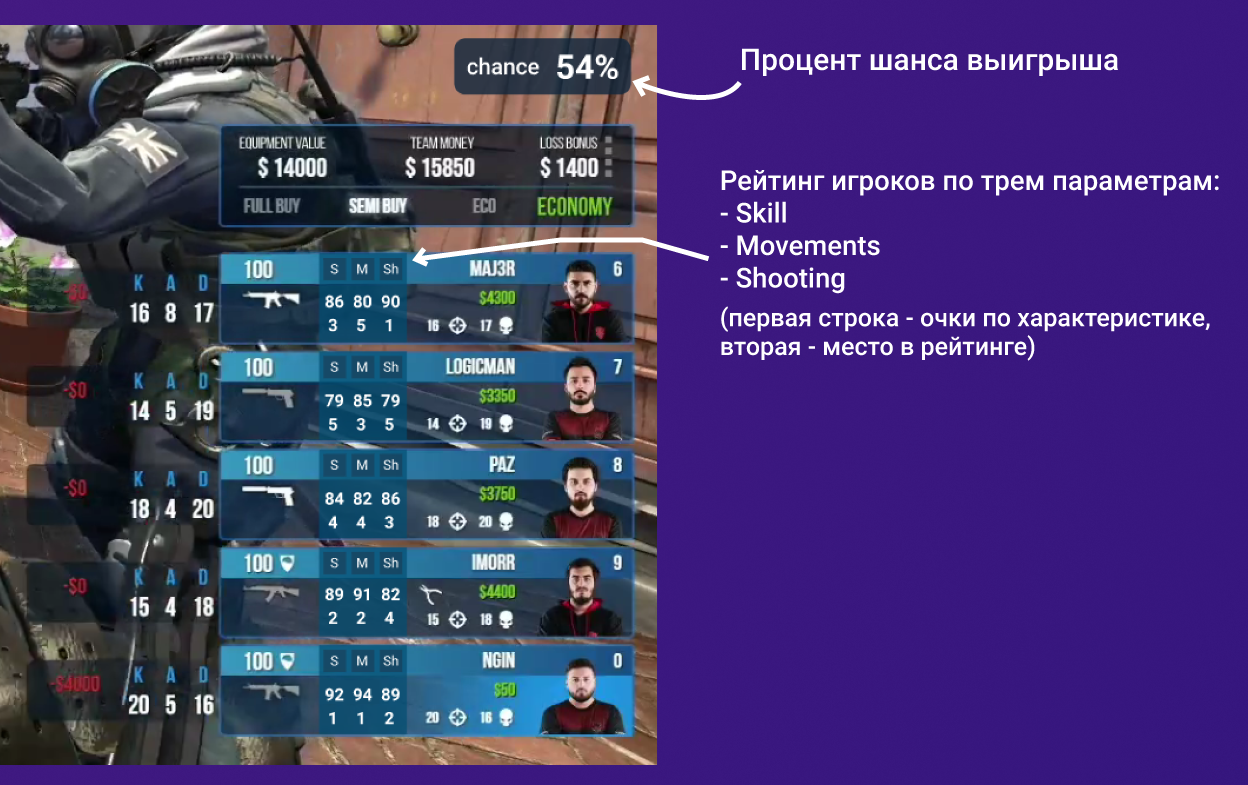 chance 54%
Процент шанса выигрыша
EQUIPMENT VALUE TEAM MONEY LOSS BONUS
$ 14000 $ 15850 $ 1400
FULL BUY SEMI BUY ECO ECONOMY
Рейтинг игроков по трем параметрам:
- Skill
- Movements
- Shooting
(первая строка - очки по характеристике,
вторая - место в рейтинге)
100 S M Sh MAJ3R 6
-$0 K A D
16 8 17
86 80 90 $4300
3 5 1 16 17
100 S M Sh LOGICMAN 7
-$0 K A D
14 5 19
79 85 79 $3350
5 3 5 14 19
100 S M Sh PAZ 8
-$0 K A D
18 4 20
84 82 86 $3750
4 4 3 18 20
100 S M Sh IMORR 9
-$0 K A D
15 4 18
89 91 82 $4400
2 2 4 15 18
100 S M Sh NGIN 0
-$4000 K A D
20 5 16
92 94 89 $50
1 1 2 20 16